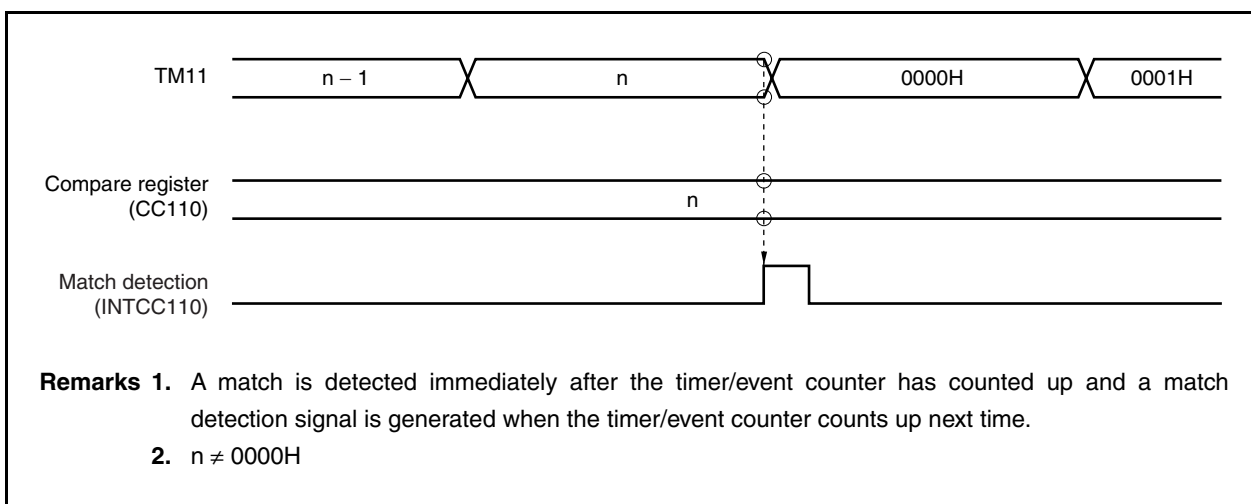 TM11
n – 1
n
0000H
0001H
Compare register
(CC110)
n
Match detection
(INTCC110)
Remarks 1. A match is detected immediately after the timer/event counter has counted up and a match
detection signal is generated when the timer/event counter counts up next time.
2. n ≠ 0000H